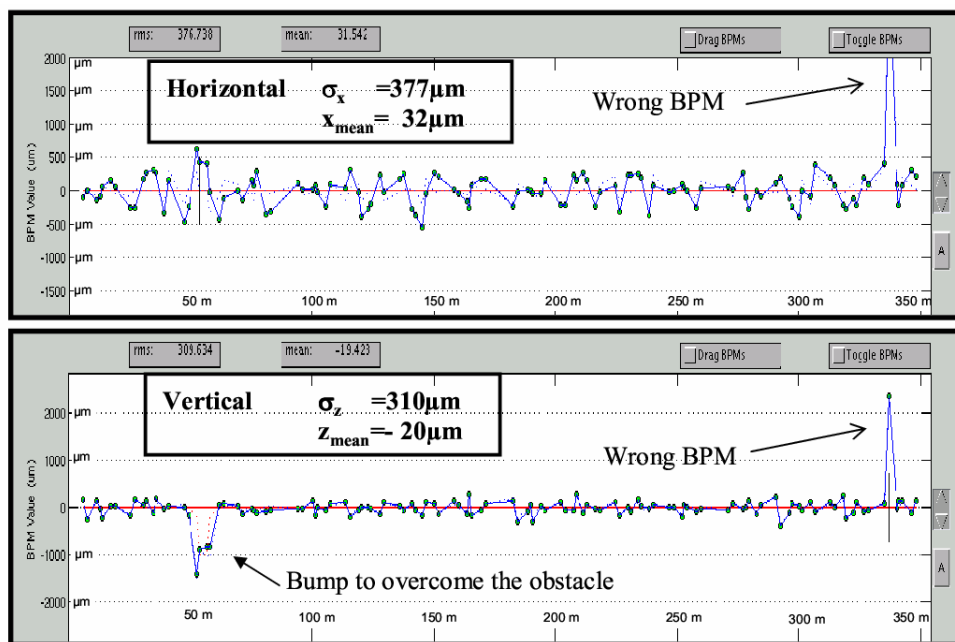 rms: 376.738 mean: 31.542 Drag BPMs Toggle BPMs
2000 µm
Horizontal σx =377µm
xmean= 32µm
Wrong BPM
1500 µm
1000 µm
500 µm
0
-500 µm
-1000 µm
-1500 µm
BPM Value (um)
A
50 m 100 m 150 m 200 m 250 m 300 m 350 m
rms: 309.634 mean: -19.423 Drag BPMs Toggle BPMs
Vertical σz =310µm
zmean=- 20µm
Wrong BPM
2000 µm
1000 µm
0
-1000 µm
-2000 µm
BPM Value (um)
A
Bump to overcome the obstacle
50 m 100 m 150 m 200 m 250 m 300 m 350 m